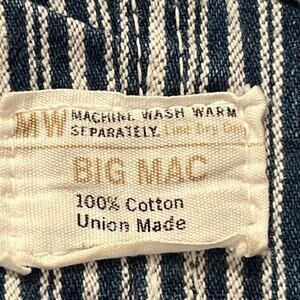 MW MACHINE WASH WARM
SEPARATELY. Line Dry Only
BIG MAC
100% Cotton
Union Made